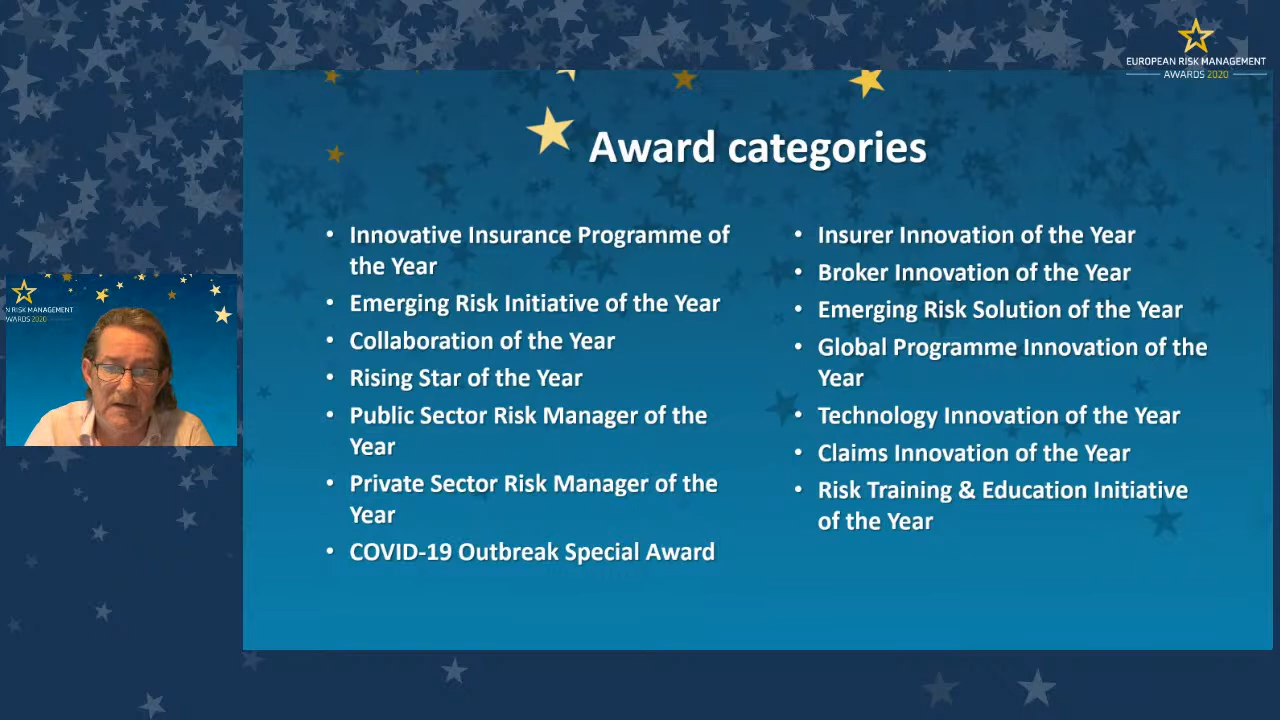 EUROPEAN RISK MANAGEMENT
AWARDS 2020
Award categories
• Innovative Insurance Programme of
the Year
• Emerging Risk Initiative of the Year
• Collaboration of the Year
• Rising Star of the Year
• Public Sector Risk Manager of the
Year
• Private Sector Risk Manager of the
Year
• COVID-19 Outbreak Special Award
• Insurer Innovation of the Year
• Broker Innovation of the Year
• Emerging Risk Solution of the Year
• Global Programme Innovation of the
Year
• Technology Innovation of the Year
• Claims Innovation of the Year
• Risk Training & Education Initiative
of the Year
N RISK MANAGEMENT
WARDS 2020